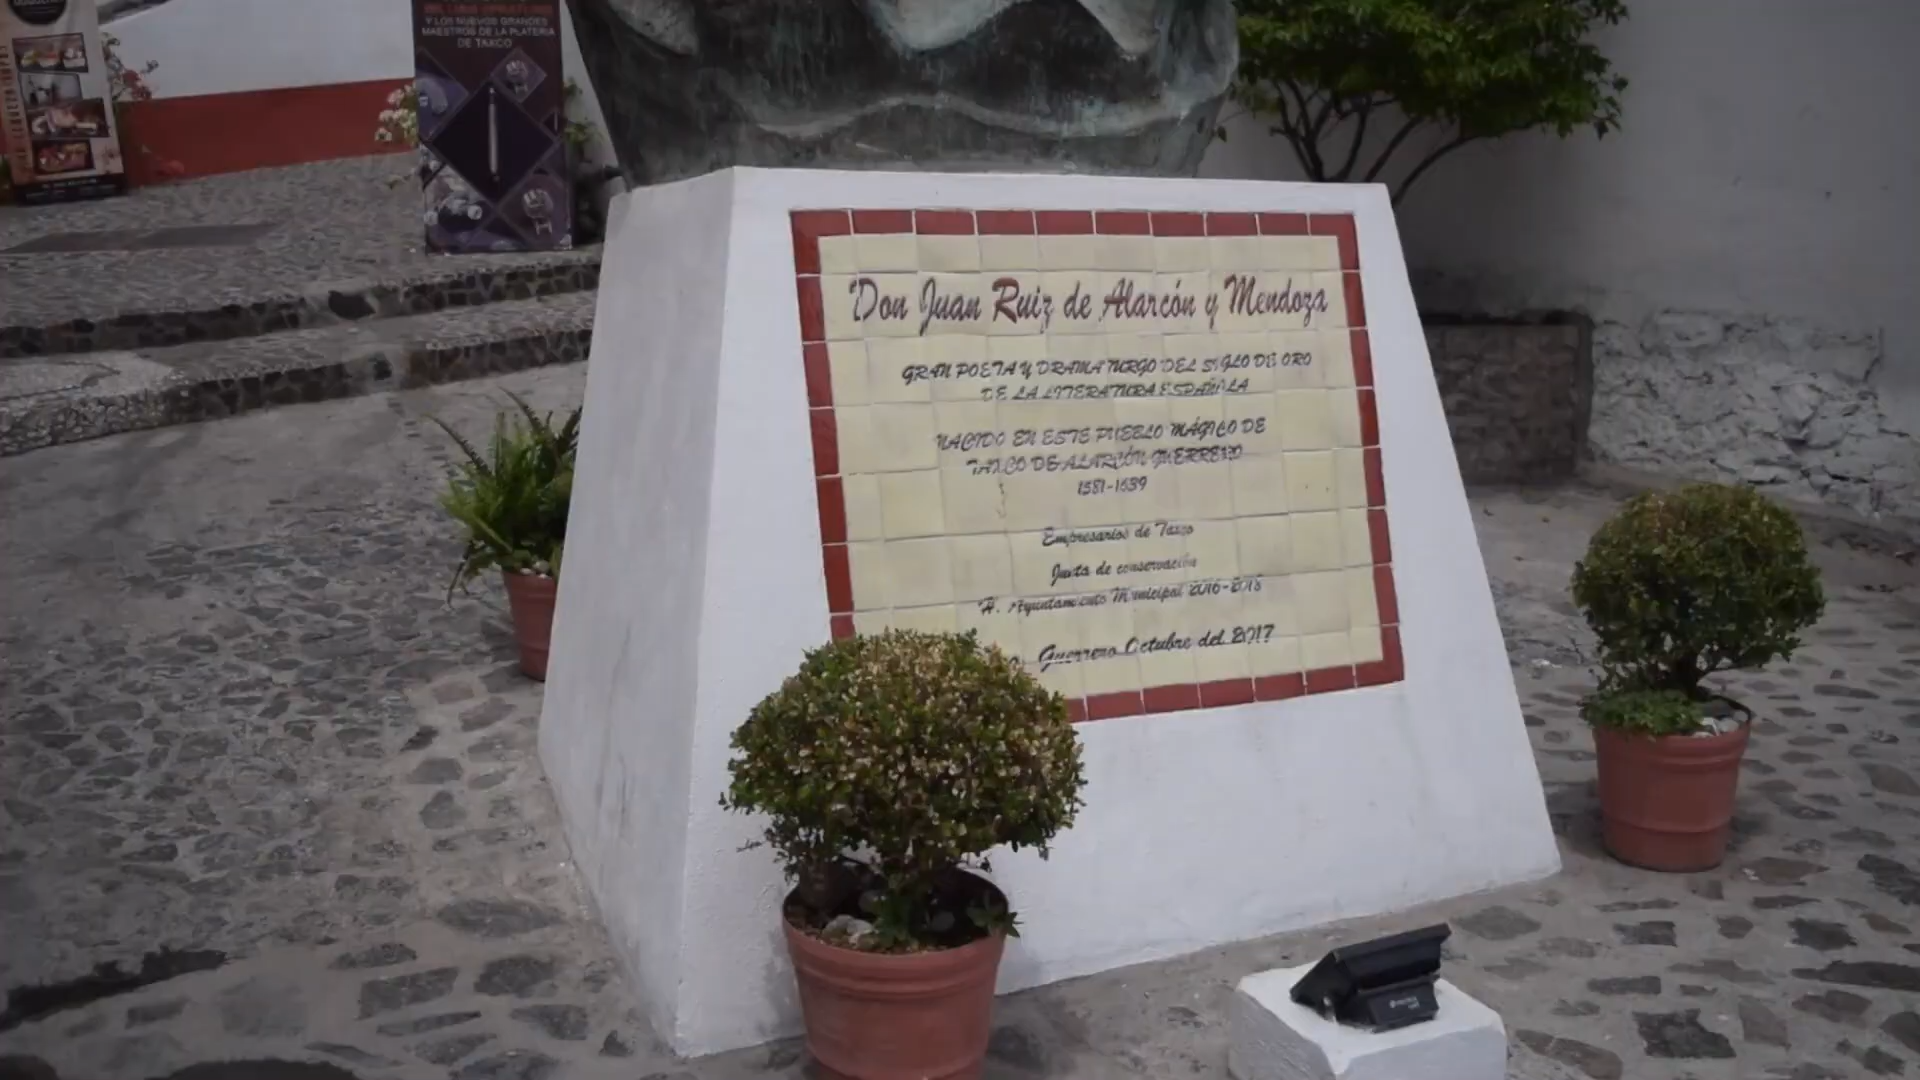 Y LOS NUEVOS GRANDES
MAESTROS DE LA PLATERIA
DE TAXCO
Don Juan Ruiz de Alarcón y Mendoza
GRAN POETA Y DRAMATURGO DEL SIGLO DE ORO
DE LA LITERATURA ESPAÑOLA
NACIDO EN ESTE PUEBLO MÁGICO DE
TAXCO DE ALARCÓN GUERRERO
1581-1639
Empresarios de Taxco
Junta de conservación
H. Ayuntamiento Municipal 2016-2018
Guerrero Octubre del 2017